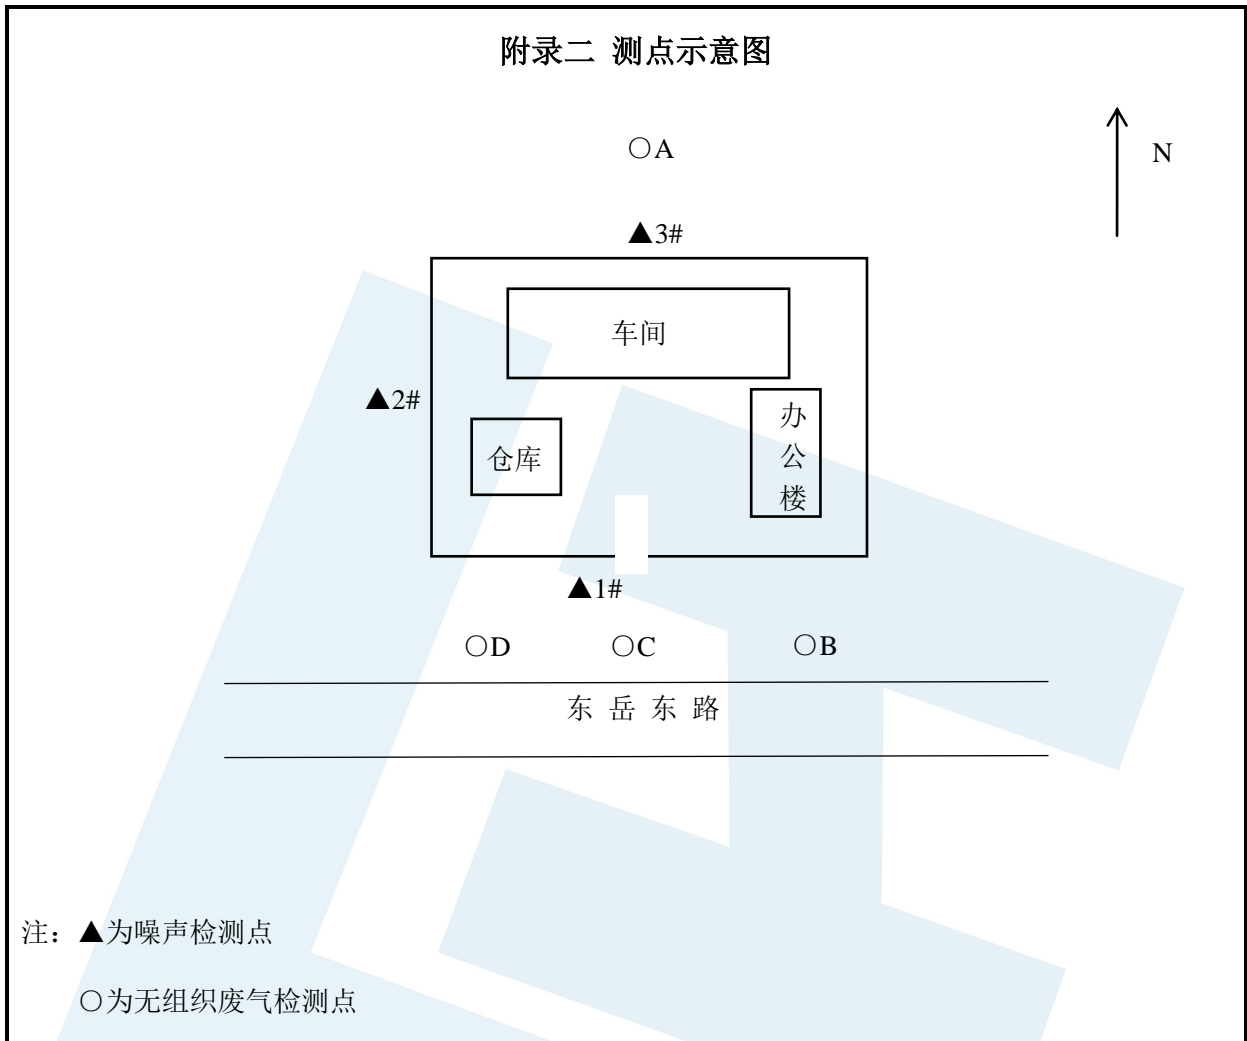 附录二 测点示意图
○A
N
▲3#
车间
▲2#
办
公
楼
仓库
▲1#
○D
○C
○B
东岳东路
注：▲为噪声检测点
○为无组织废气检测点